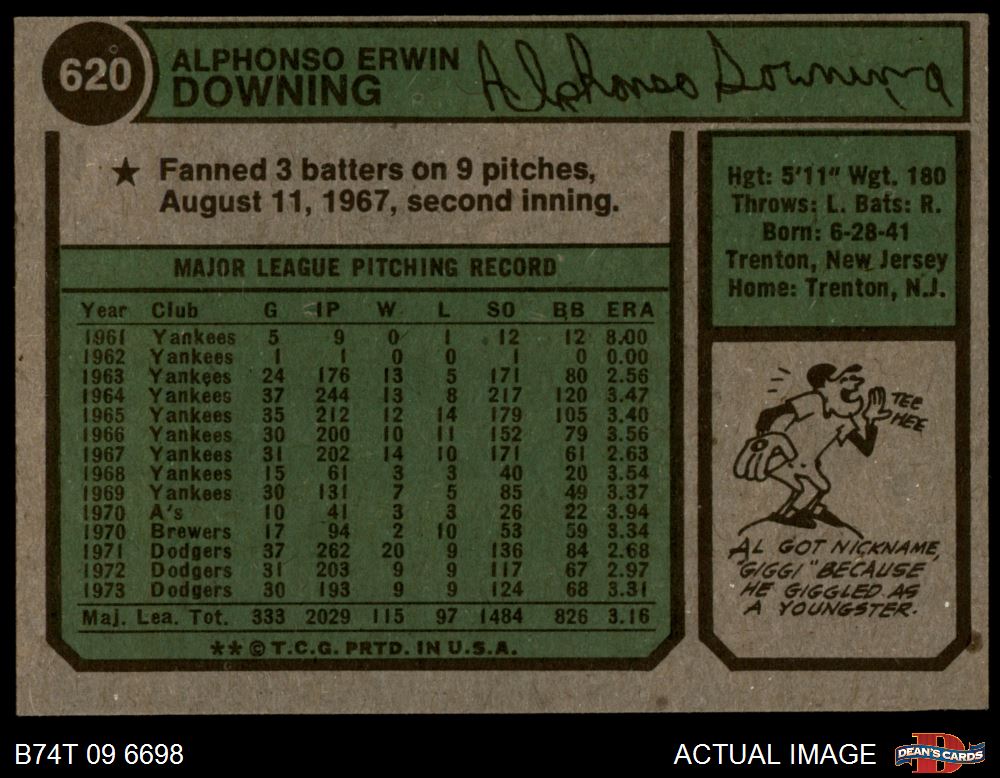 620
ALPHONSO ERWIN
DOWNING
Alphonso Downing
★ Fanned 3 batters on 9 pitches,
August 11, 1967, second inning.
MAJOR LEAGUE PITCHING RECORD
Year Club G IP W L SO BB ERA
1961 Yankees 5 9 0 1 12 12 8.00
1962 Yankees 1 1 0 0 1 0 0.00
1963 Yankees 24 176 13 5 171 80 2.56
1964 Yankees 37 244 13 8 217 120 3.47
1965 Yankees 35 212 12 14 179 105 3.40
1966 Yankees 30 200 10 11 152 79 3.56
1967 Yankees 31 202 14 10 171 61 2.63
1968 Yankees 15 61 3 3 40 20 3.54
1969 Yankees 30 131 7 5 85 49 3.37
1970 A's 10 41 3 3 26 22 3.94
1970 Brewers 17 94 2 10 53 59 3.34
1971 Dodgers 37 262 20 9 136 84 2.68
1972 Dodgers 31 203 9 9 117 67 2.97
1973 Dodgers 30 193 9 9 124 68 3.31
Maj. Lea. Tot. 333 2029 115 97 1484 826 3.16
**©T.C.G. PRTD. IN U.S.A.
Hgt: 5'11" Wgt. 180
Throws: L. Bats: R.
Born: 6-28-41
Trenton, New Jersey
Home: Trenton, N.J.
TEE
HEE
AL GOT NICKNAME,
"GIGGI" BECAUSE
HE GIGGLED AS
A YOUNGSTER.
B74T 09 6698
ACTUAL IMAGE
DEAN'S CARDS